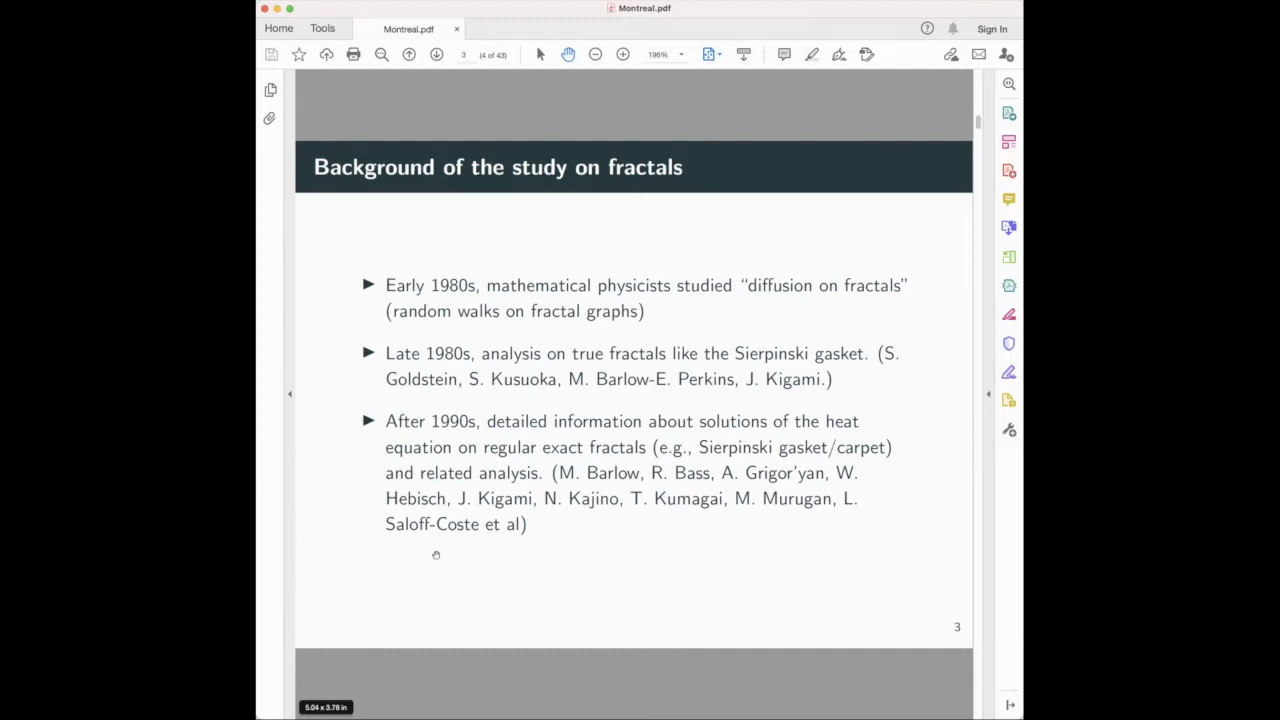 Montreal.pdf
Home Tools Montreal.pdf × Sign In
3 (4 of 43) 196%
Background of the study on fractals
▶ Early 1980s, mathematical physicists studied “diffusion on fractals”
(random walks on fractal graphs)
▶ Late 1980s, analysis on true fractals like the Sierpinski gasket. (S.
Goldstein, S. Kusuoka, M. Barlow-E. Perkins, J. Kigami.)
▶ After 1990s, detailed information about solutions of the heat
equation on regular exact fractals (e.g., Sierpinski gasket/carpet)
and related analysis. (M. Barlow, R. Bass, A. Grigor’yan, W.
Hebisch, J. Kigami, N. Kajino, T. Kumagai, M. Murugan, L.
Saloff-Coste et al)
3
5.04 x 3.78 in